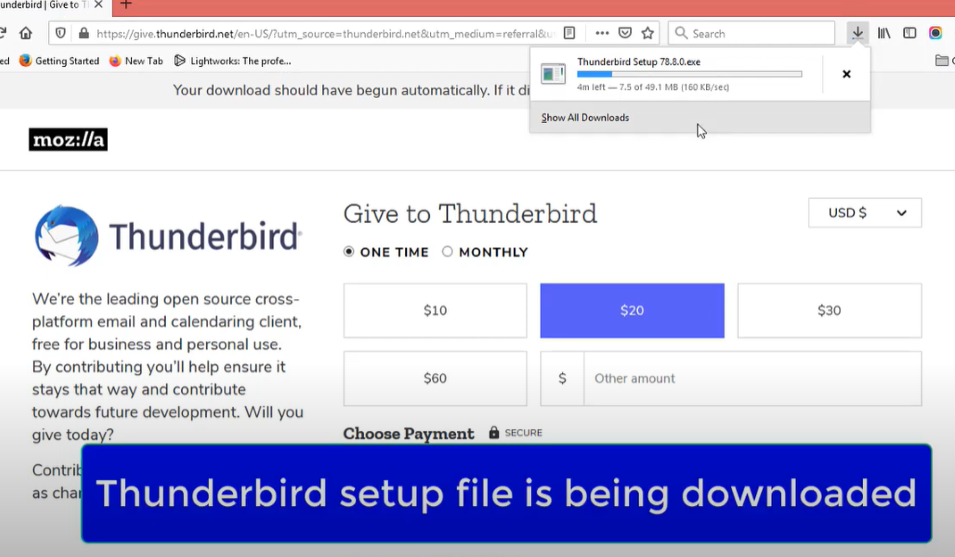 underbird | Give to T
https://give.thunderbird.net/en-US/?utm_source=thunderbird.net&utm_medium=referral&u
Search
ed Getting Started New Tab Lightworks: The profe...
Thunderbird Setup 78.8.0.exe
4m left — 7.5 of 49.1 MB (160 KB/sec)
Show All Downloads
Your download should have begun automatically. If it di
moz://a
Give to Thunderbird
USD $
Thunderbird
ONE TIME MONTHLY
We're the leading open source cross-
platform email and calendaring client,
free for business and personal use.
By contributing you'll help ensure it
stays that way and contribute
towards future development. Will you
give today?
$10
$20
$30
$60
$ Other amount
Choose Payment SECURE
Contrib
as cha
Thunderbird setup file is being downloaded